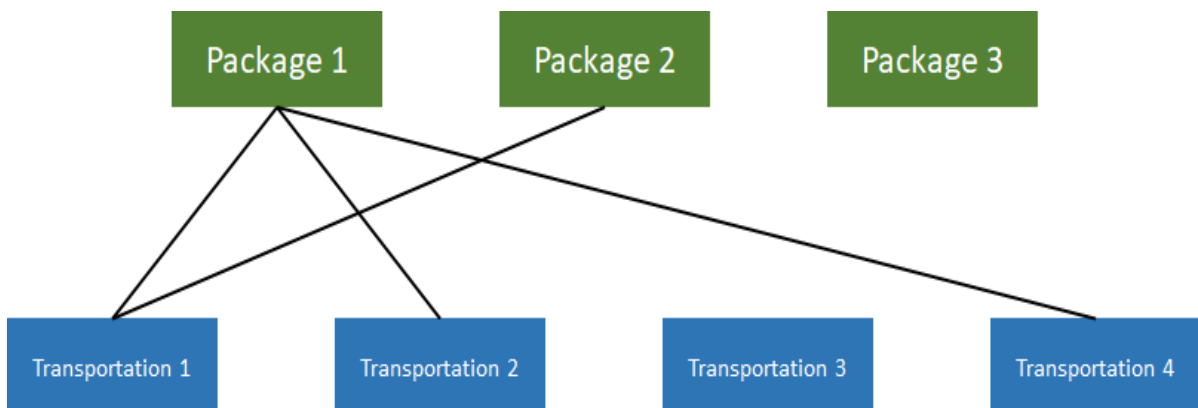 Package 1
Package 2
Package 3
Transportation 1
Transportation 2
Transportation 3
Transportation 4